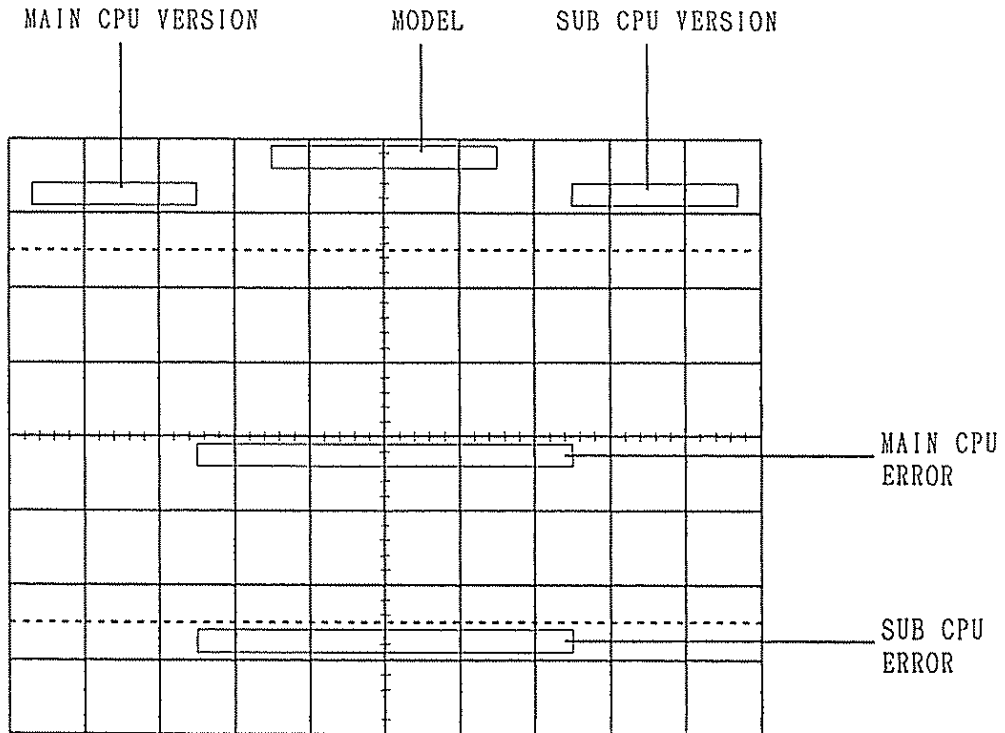 MAIN CPU VERSION
MODEL
SUB CPU VERSION
MAIN CPU
ERROR
SUB CPU
ERROR